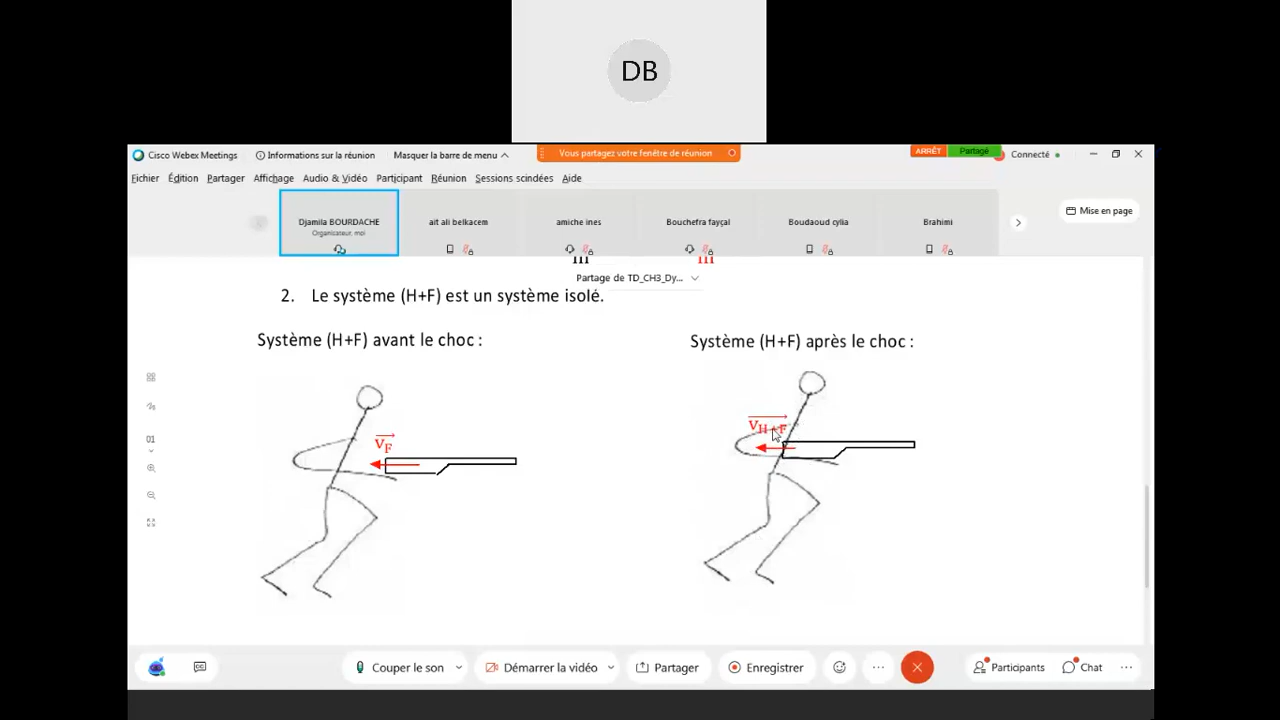 DB
Cisco Webex Meetings
Informations sur la réunion
Masquer la barre de menu
Vous partagez votre fenêtre de réunion
ARRÊT
Partagé
Connecté
Fichier Édition Partager Affichage Audio & Vidéo Participant Réunion Sessions scindées Aide
Djamila BOURDACHE
Organisateur, moi
ait ali belkacem
amiche ines
Bouchefra fayçal
Boudaoud cylia
Brahimi
Mise en page
Partage de TD_CH3_Dy...
2. Le système (H+F) est un système isolé.
Système (H+F) avant le choc :
Système (H+F) après le choc :
v_F
v_H+F
01
Couper le son
Démarrer la vidéo
Partager
Enregistrer
Participants
Chat